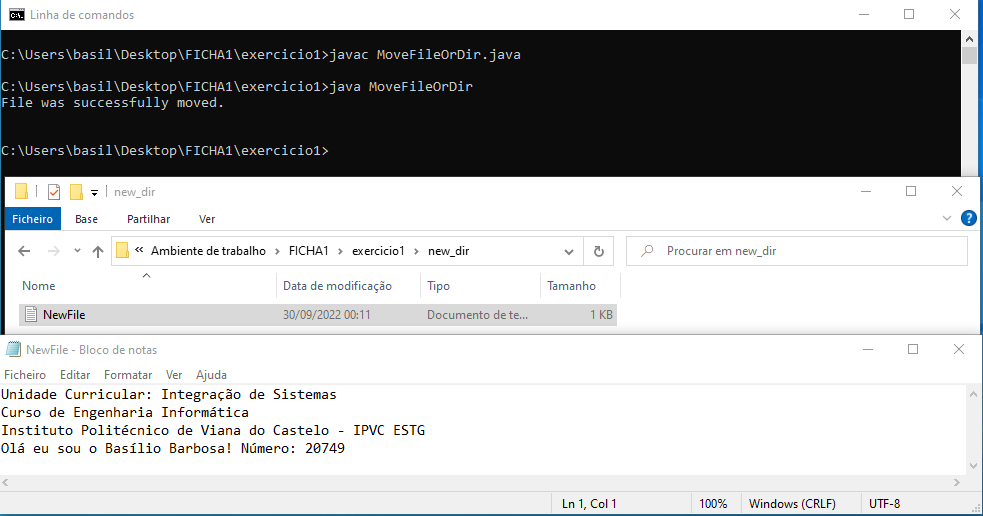 Linha de comandos
C:\Users\basil\Desktop\FICHA1\exercicio1>javac MoveFileOrDir.java
C:\Users\basil\Desktop\FICHA1\exercicio1>java MoveFileOrDir
File was successfully moved.
C:\Users\basil\Desktop\FICHA1\exercicio1>
new_dir
Ficheiro Base Partilhar Ver
Ambiente de trabalho FICHA1 exercicio1 new_dir Procurar em new_dir
Nome Data de modificação Tipo Tamanho
NewFile 30/09/2022 00:11 Documento de te... 1 KB
NewFile - Bloco de notas
Ficheiro Editar Formatar Ver Ajuda
Unidade Curricular: Integração de Sistemas
Curso de Engenharia Informática
Instituto Politécnico de Viana do Castelo - IPVC ESTG
Olá eu sou o Basílio Barbosa! Número: 20749
Ln 1, Col 1 100% Windows (CRLF) UTF-8